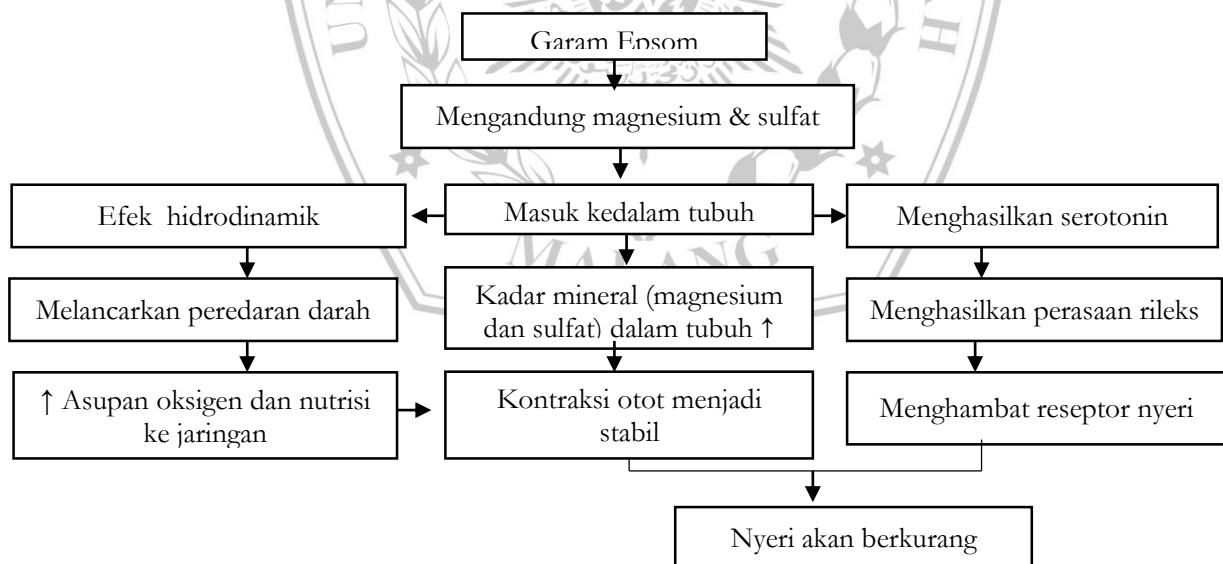 Garam Epsom
Mengandung magnesium & sulfat
Efek hidrodinamik
Masuk kedalam tubuh
Menghasilkan serotonin
Melancarkan peredaran darah
Kadar mineral (magnesium
dan sulfat) dalam tubuh ↑
Menghasilkan perasaan rileks
↑ Asupan oksigen dan nutrisi
ke jaringan
Kontraksi otot menjadi
stabil
Menghambat reseptor nyeri
Nyeri akan berkurang
MALANG